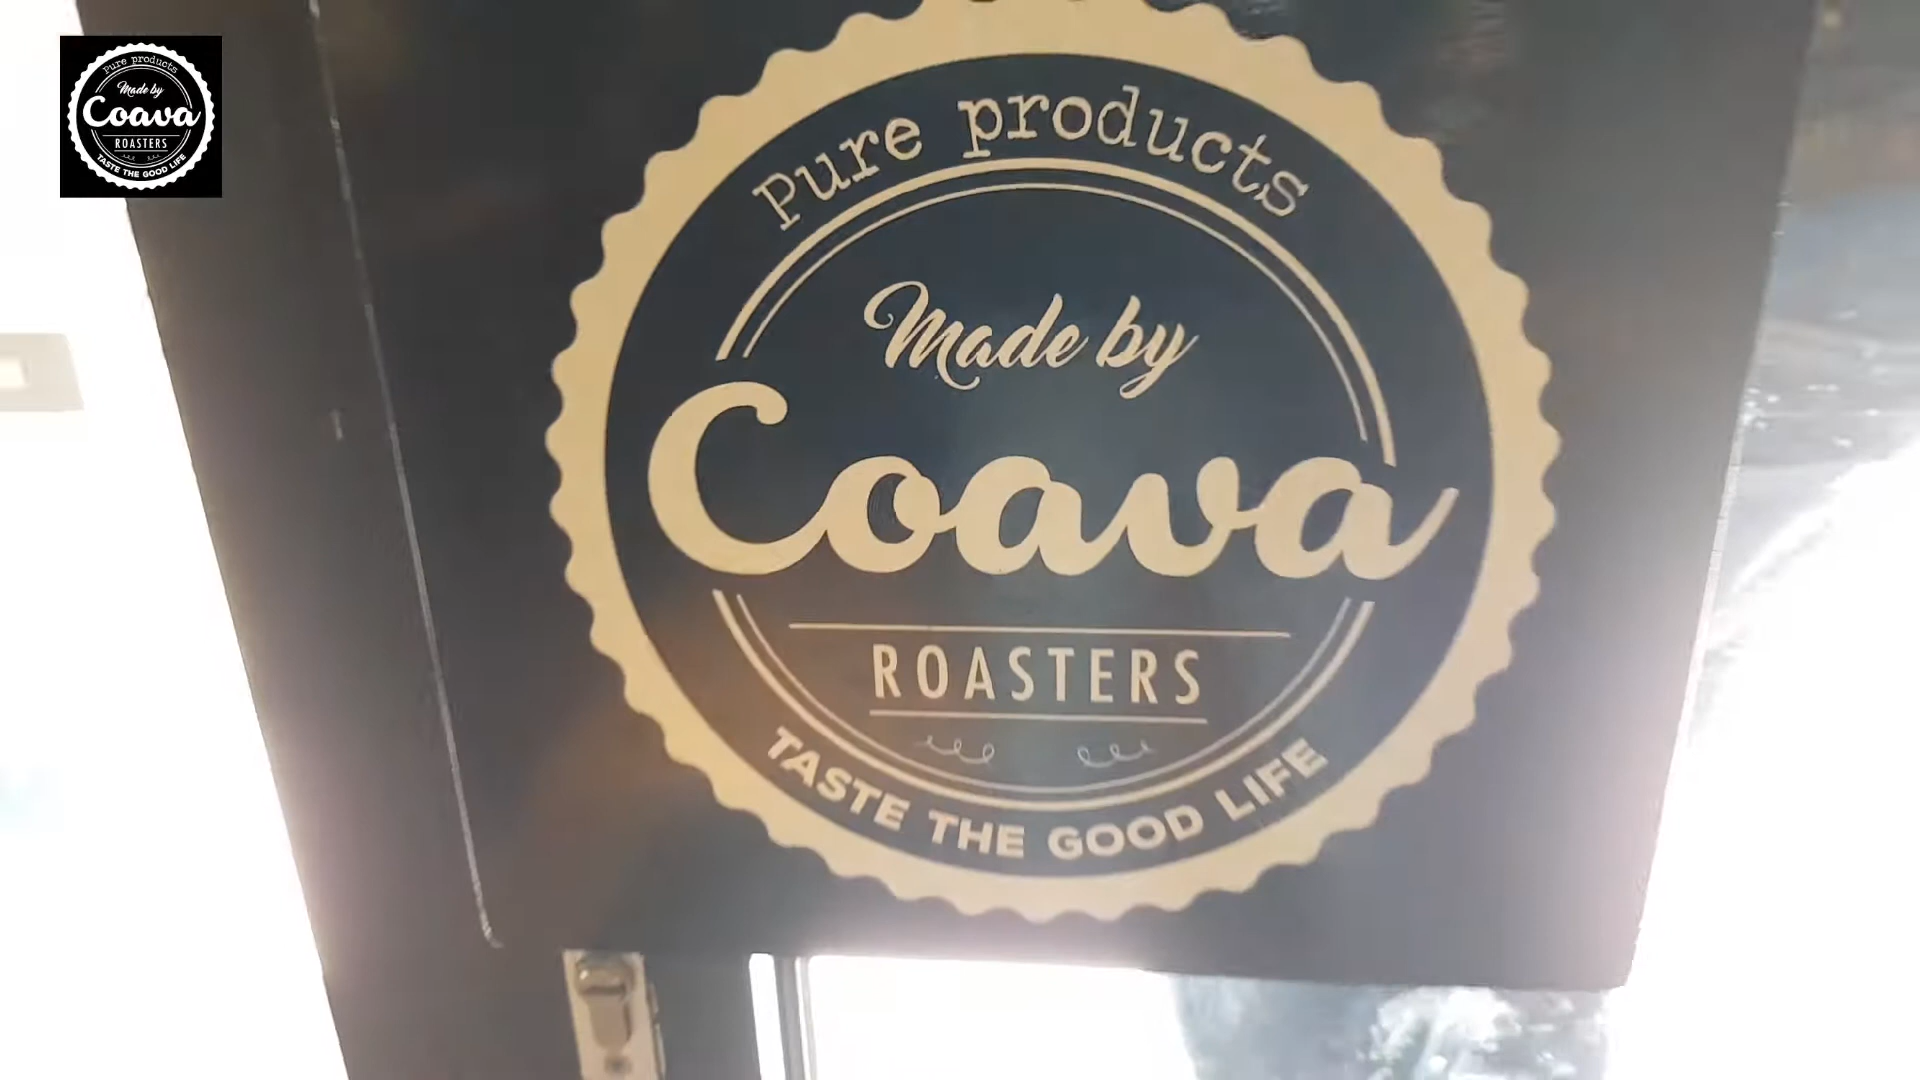 Pure products
Made by
Coava
ROASTERS
TASTE THE GOOD LIFE
Pure products
Made by
Coava
ROASTERS
TASTE THE GOOD LIFE